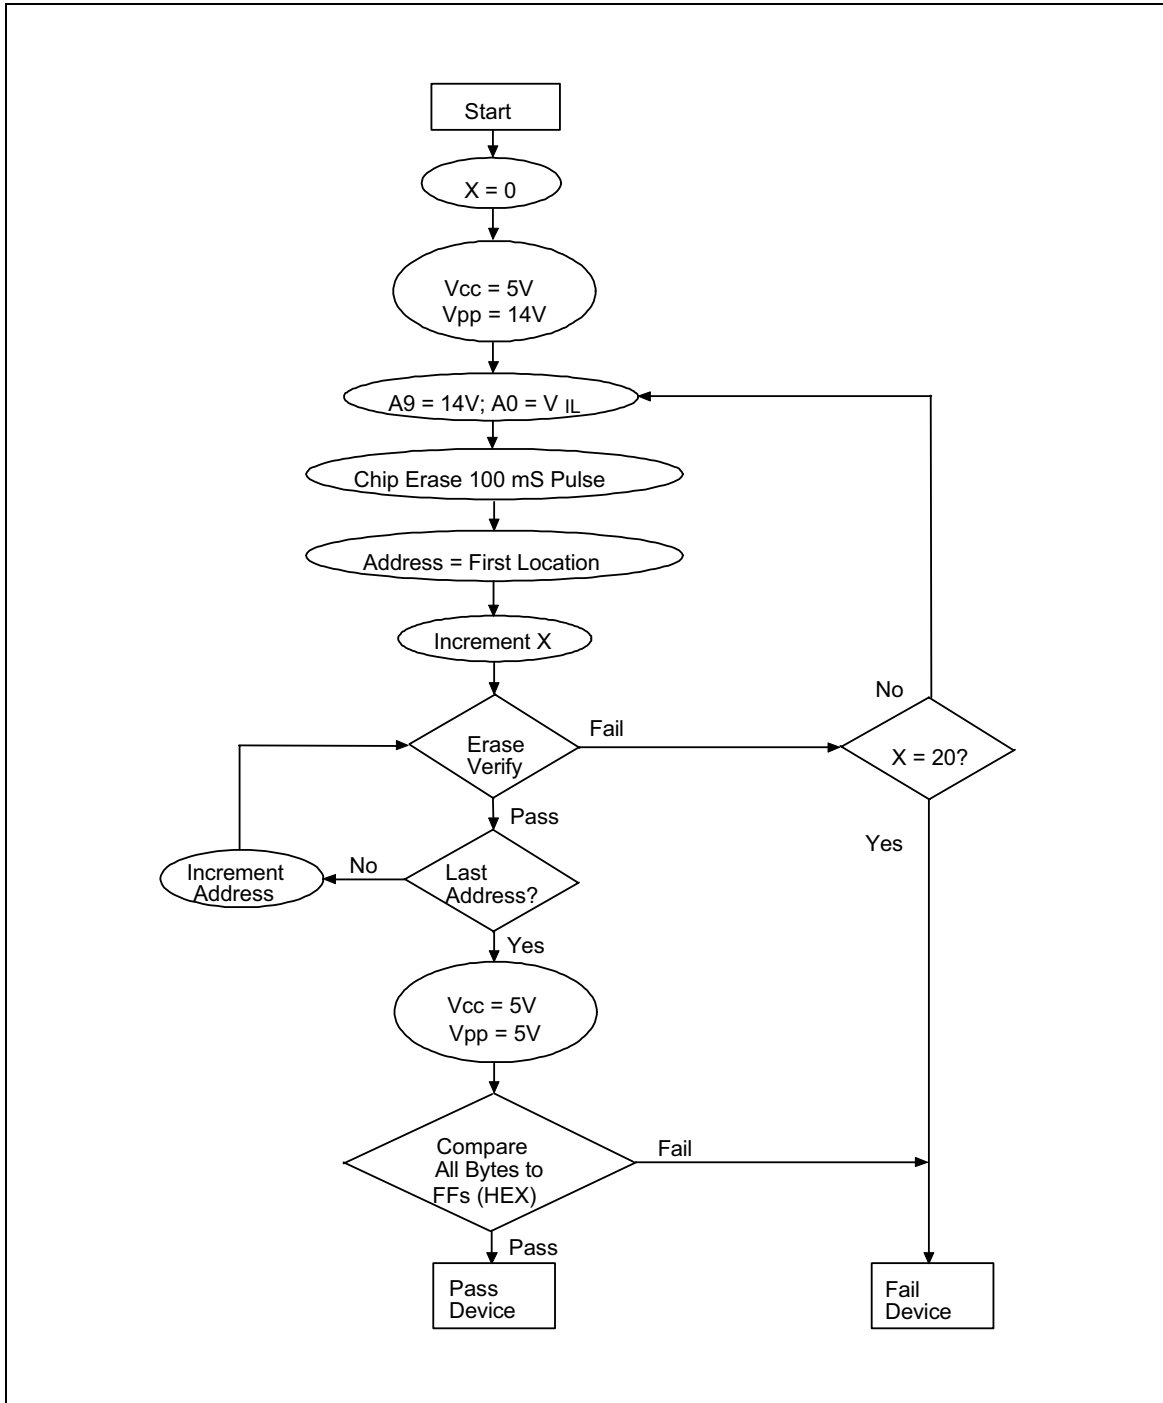 Start
X = 0
Vcc = 5V
Vpp = 14V
A9 = 14V; A0 = V IL
Chip Erase 100 mS Pulse
Address = First Location
Increment X
No
Fail
Erase
Verify
X = 20?
Pass
Yes
No
Increment
Address
Last
Address?
Yes
Vcc = 5V
Vpp = 5V
Compare
All Bytes to
FFs (HEX)
Fail
Pass
Pass
Device
Fail
Device